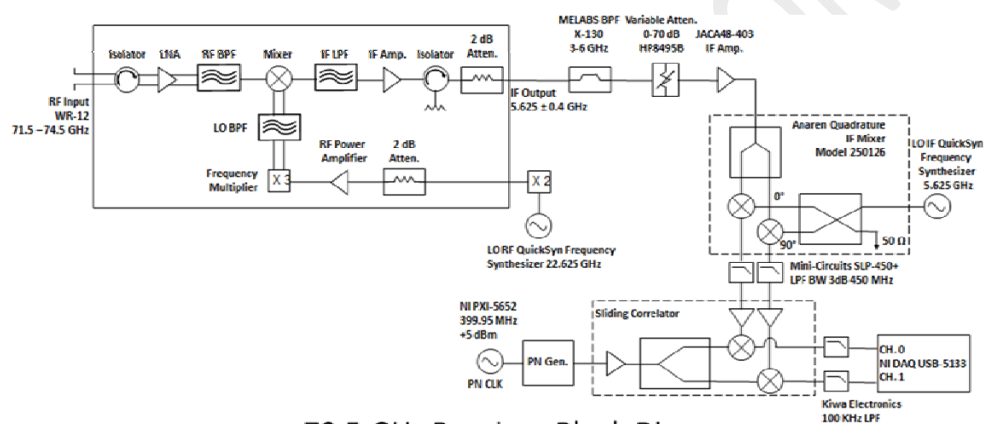 MELABS BPF
X-130
3-6 GHz
Variable Atten.
0-70 dB
HP8495B
JACA48-403
IF Amp.
Isolator
LNA
RF BPF
Mixer
IF LPF
IF Amp.
Isolator
2 dB
Atten.
RF Input
WR-12
71.5 –74.5 GHz
IF Output
5.625 ± 0.4 GHz
LO BPF
RF Power
Amplifier
2 dB
Atten.
Frequency
Multiplier
X 3
X 2
LO RF QuickSyn Frequency
Synthesizer 22.625 GHz
Anaren Quadrature
IF Mixer
Model 250126
LO IF QuickSyn
Frequency
Synthesizer
5.625 GHz
0°
90°
50 Ω
Mini-Circuits SLP-450+
LPF BW 3dB 450 MHz
NI PXI-5652
399.95 MHz
+5 dBm
PN CLK
PN Gen.
Sliding Correlator
CH. 0
NI DAQ USB-5133
CH. 1
Kiwa Electronics
100 KHz LPF